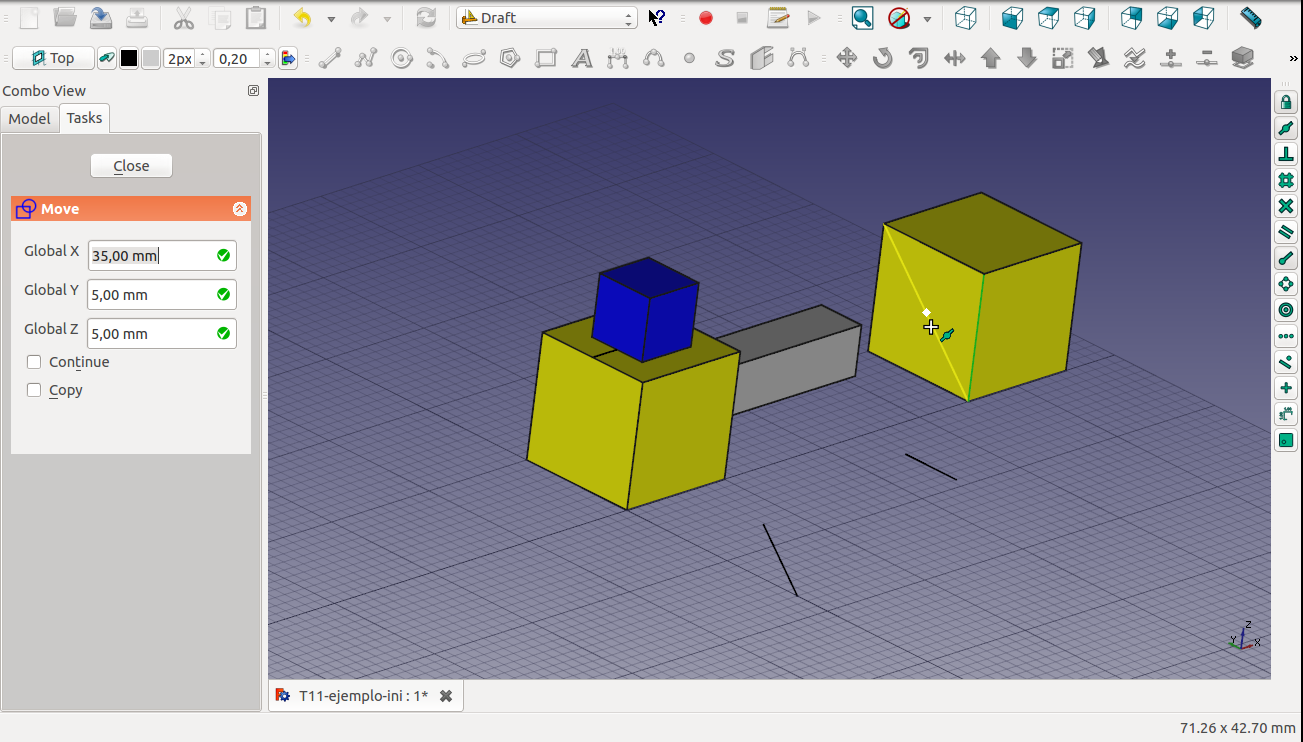 Draft
Top
2px
0,20
Combo View
Model
Tasks
Close
Move
Global X
35,00 mm
Global Y
5,00 mm
Global Z
5,00 mm
Continue
Copy
Z
Y
X
T11-ejemplo-ini : 1*
71.26 x 42.70 mm